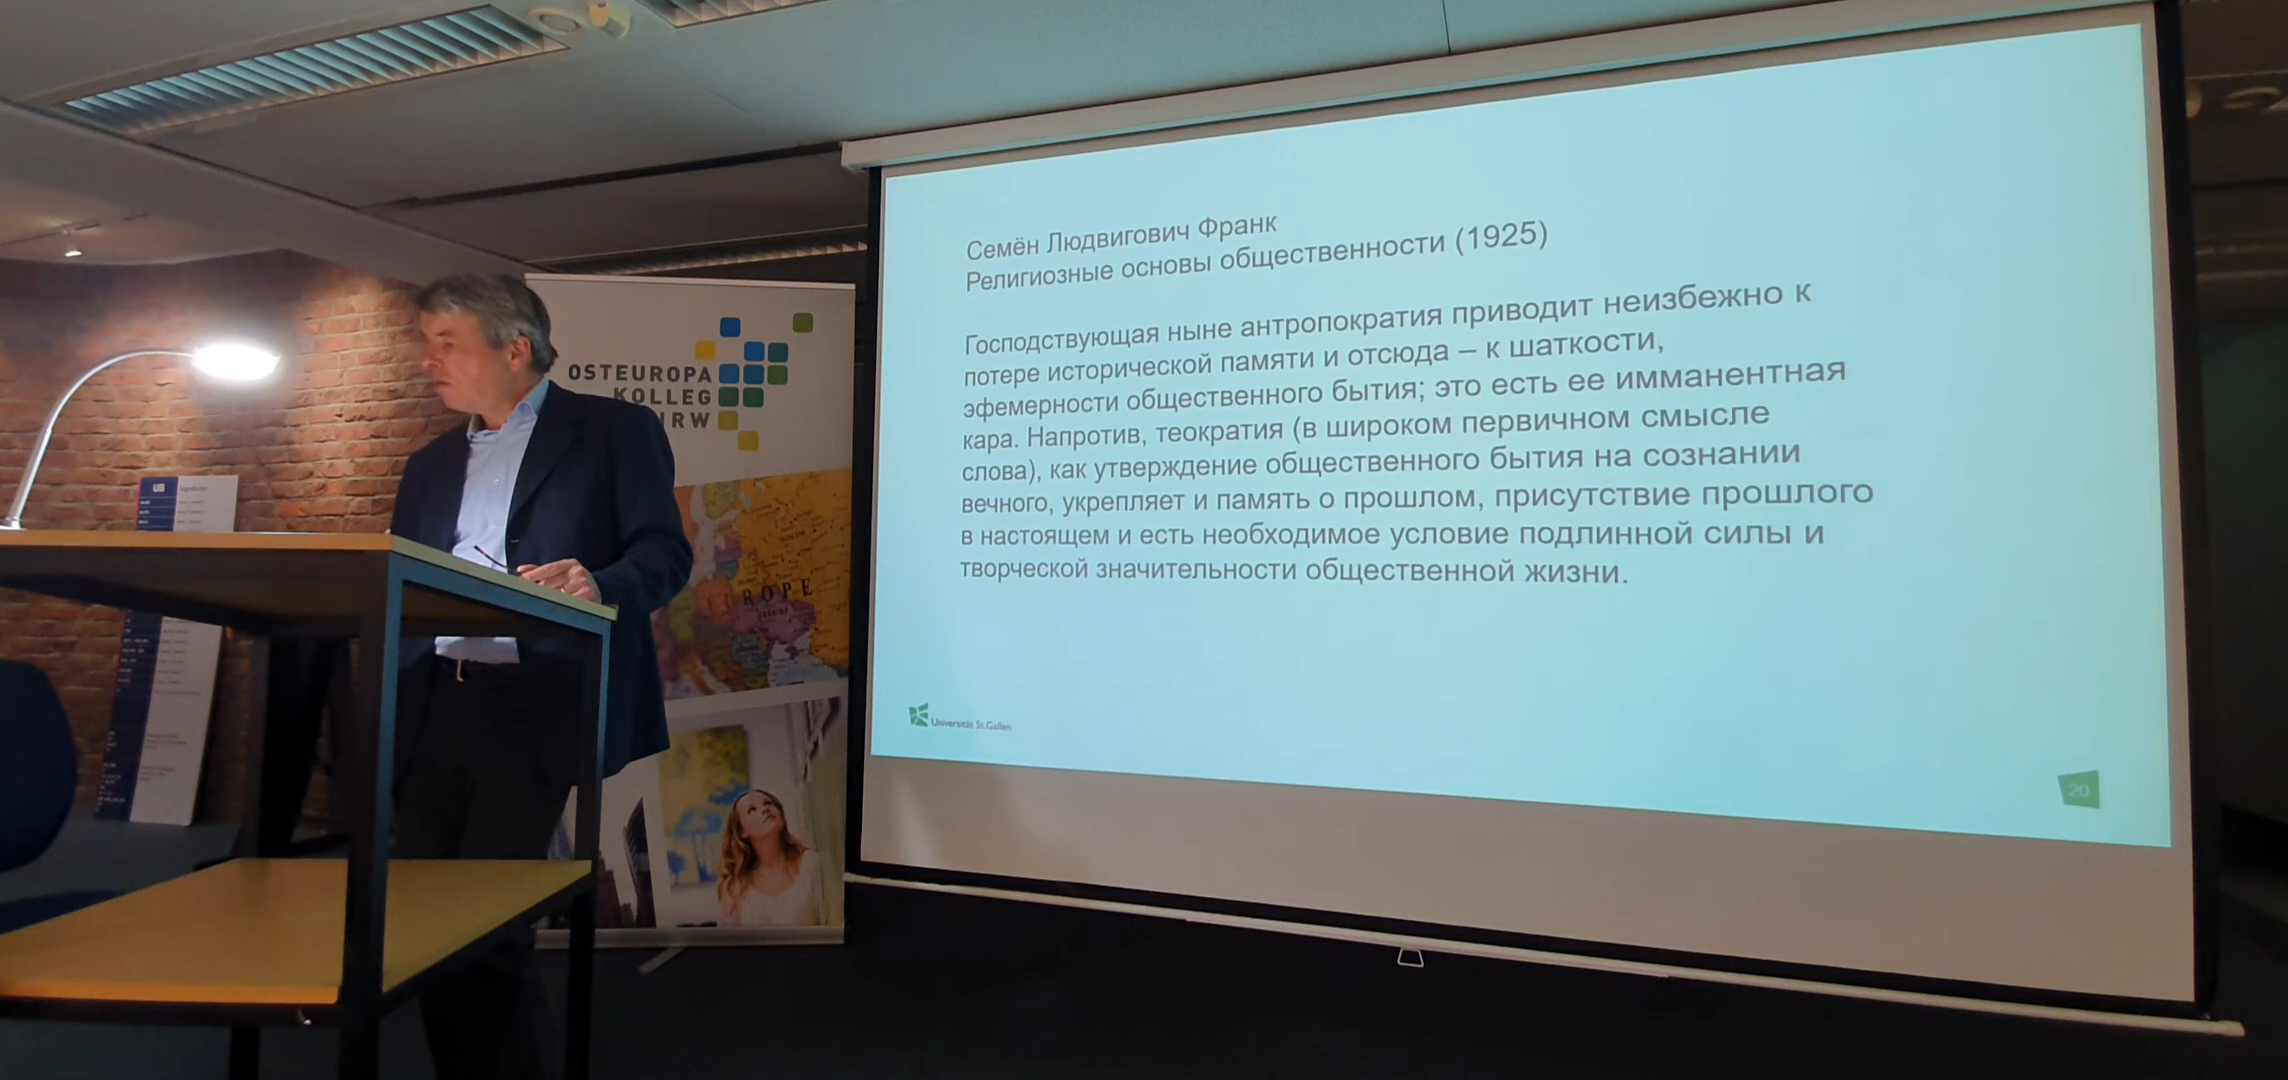 Семён Людвигович Франк
Религиозные основы общественности (1925)
Господствующая ныне антропократия приводит неизбежно к
потере исторической памяти и отсюда – к шаткости,
эфемерности общественного бытия; это есть ее имманентная
кара. Напротив, теократия (в широком первичном смысле
слова), как утверждение общественного бытия на сознании
вечного, укрепляет и память о прошлом, присутствие прошлого
в настоящем и есть необходимое условие подлинной силы и
творческой значительности общественной жизни.
Universität St.Gallen
20
OSTEUROPA
KOLLEG
NRW
EUROPE
UB